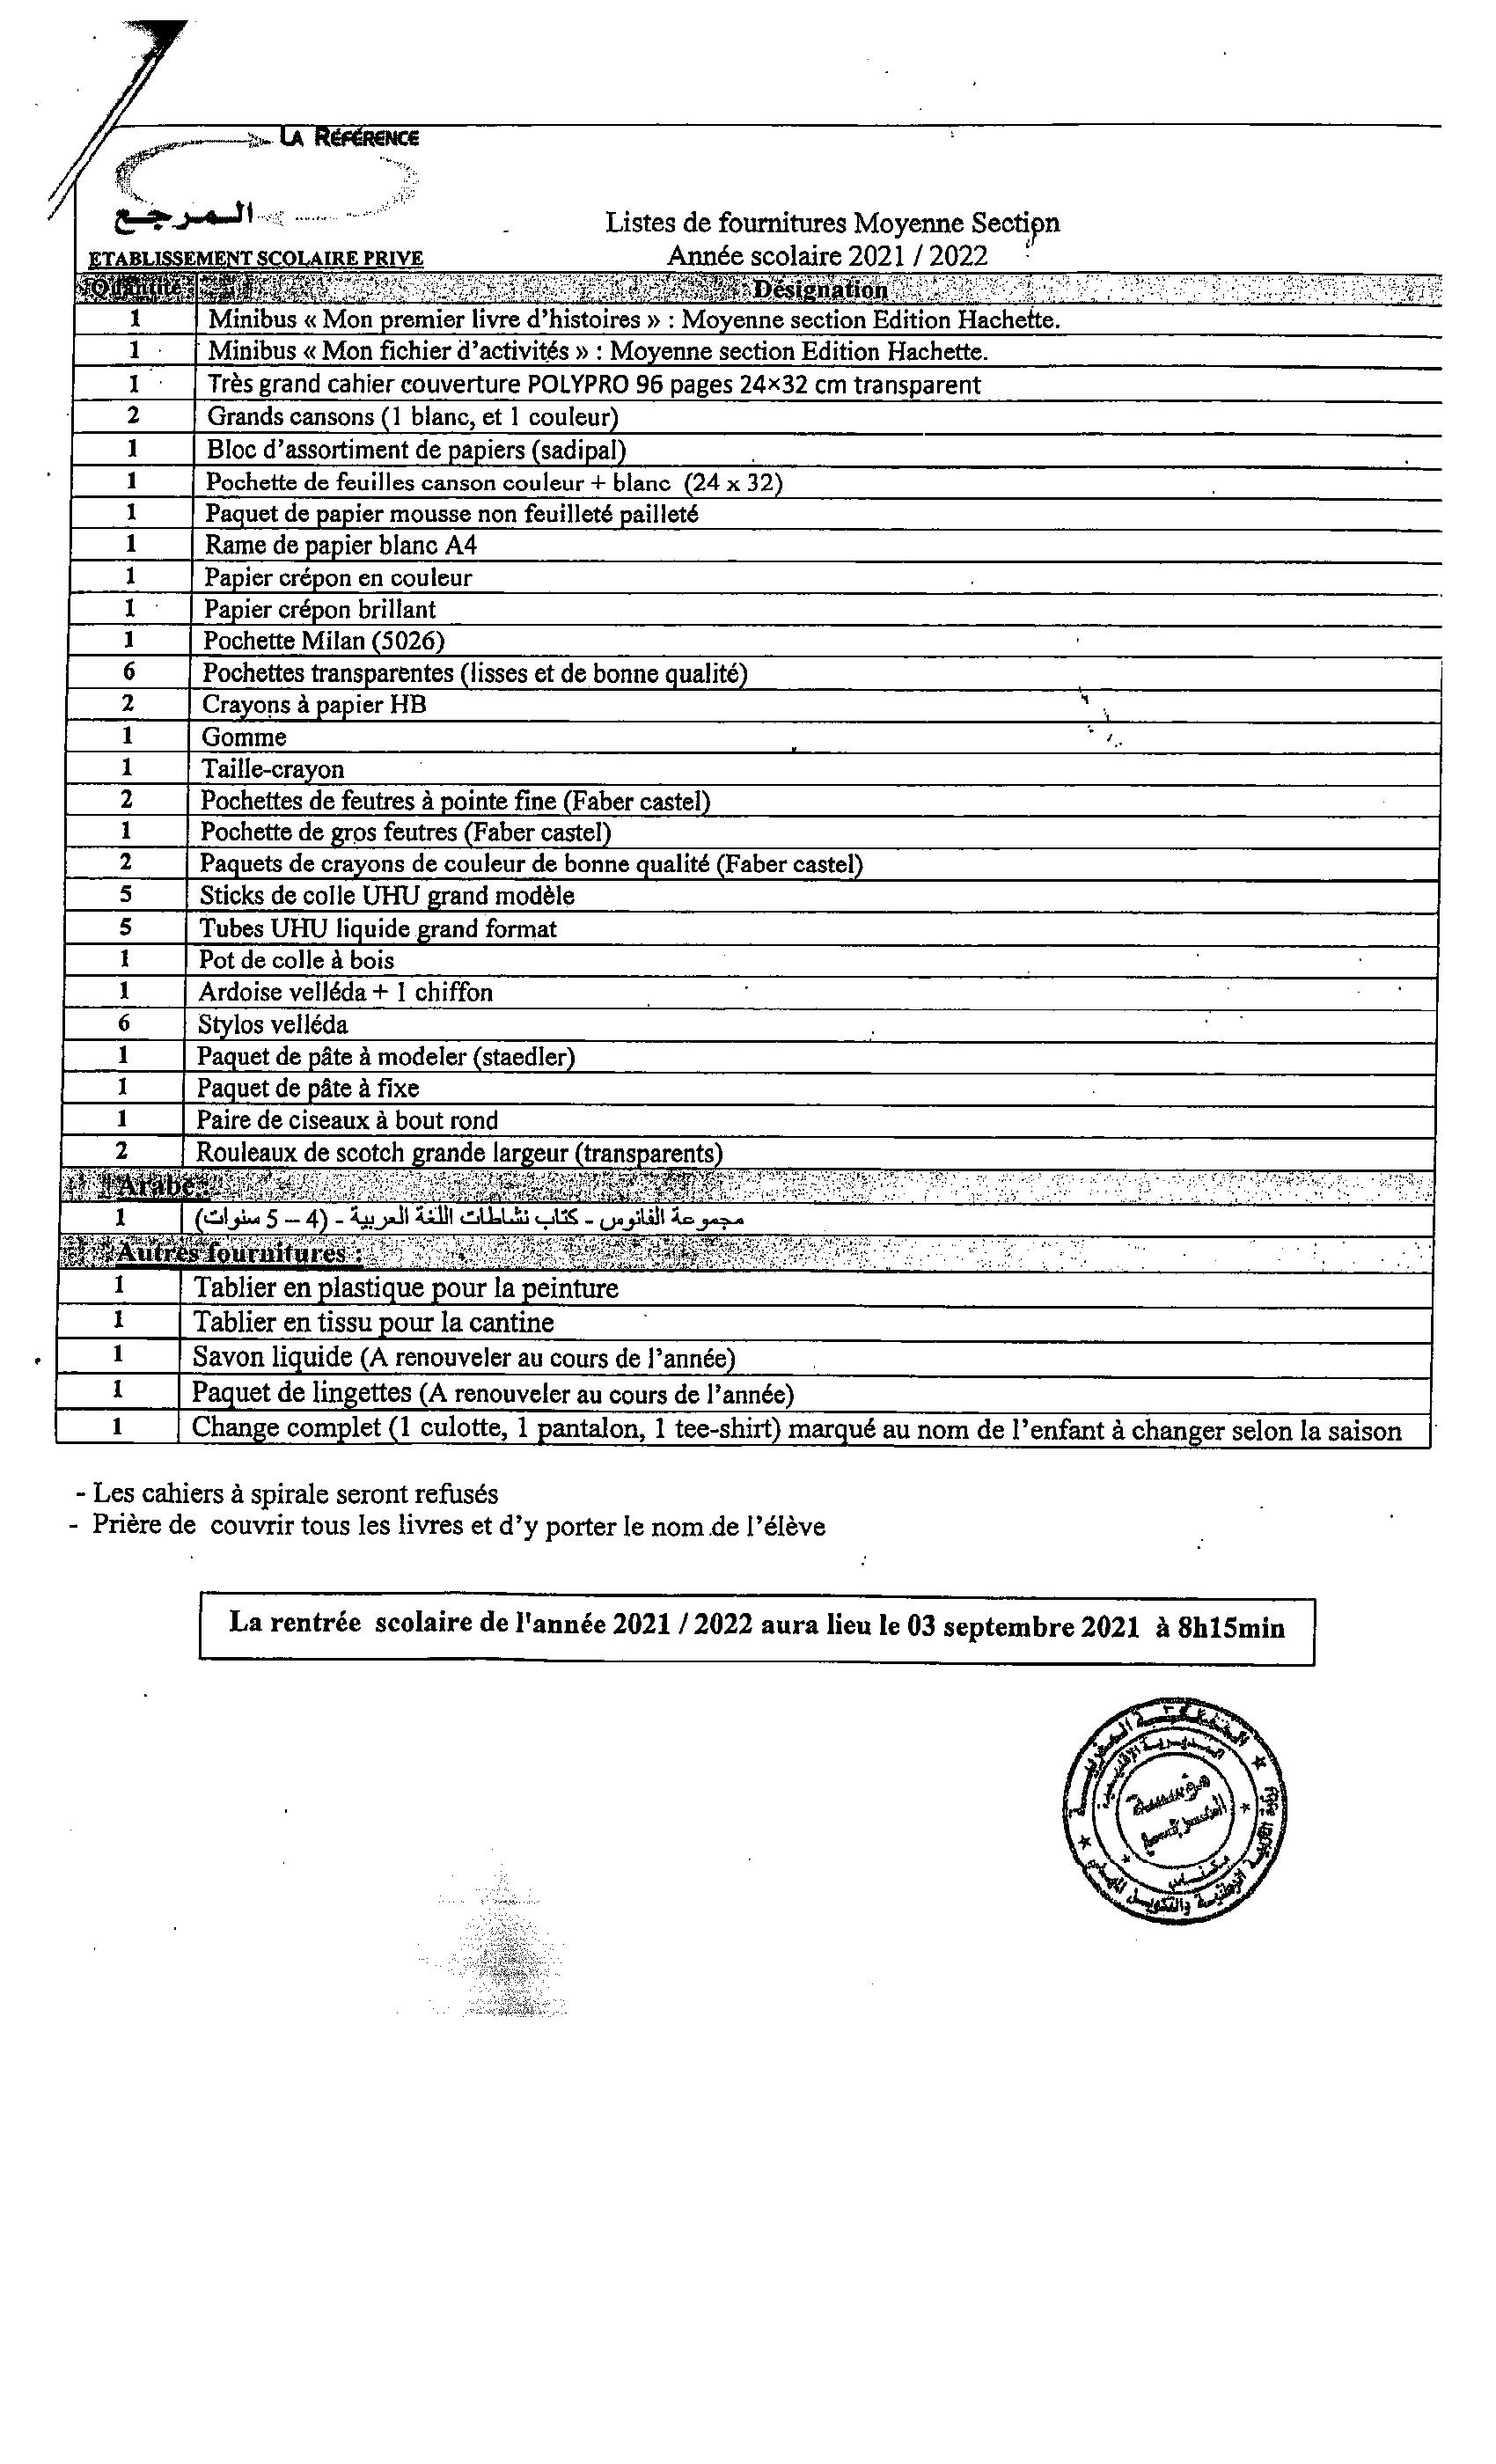 LA RÉFÉRENCE
المرجع
Listes de fournitures Moyenne Section
ETABLISSEMENT SCOLAIRE PRIVE
Année scolaire 2021 / 2022
Quantité Désignation
1 Minibus « Mon premier livre d'histoires » : Moyenne section Edition Hachette.
1 Minibus « Mon fichier d'activités » : Moyenne section Edition Hachette.
1 Très grand cahier couverture POLYPRO 96 pages 24×32 cm transparent
2 Grands cansons (1 blanc, et 1 couleur)
1 Bloc d'assortiment de papiers (sadipal)
1 Pochette de feuilles canson couleur + blanc (24 x 32)
1 Paquet de papier mousse non feuilleté pailleté
1 Rame de papier blanc A4
1 Papier crépon en couleur
1 Papier crépon brillant
1 Pochette Milan (5026)
6 Pochettes transparentes (lisses et de bonne qualité)
2 Crayons à papier HB
1 Gomme
1 Taille-crayon
2 Pochettes de feutres à pointe fine (Faber castel)
1 Pochette de gros feutres (Faber castel)
2 Paquets de crayons de couleur de bonne qualité (Faber castel)
5 Sticks de colle UHU grand modèle
5 Tubes UHU liquide grand format
1 Pot de colle à bois
1 Ardoise velléda + 1 chiffon
6 Stylos velléda
1 Paquet de pâte à modeler (staedler)
1 Paquet de pâte à fixe
1 Paire de ciseaux à bout rond
2 Rouleaux de scotch grande largeur (transparents)
Arabe
1 مجموعة الفانوس - كتاب نشاطات اللغة العربية - (4 – 5 سنوات)
Autres fournitures :
1 Tablier en plastique pour la peinture
1 Tablier en tissu pour la cantine
1 Savon liquide (A renouveler au cours de l'année)
1 Paquet de lingettes (A renouveler au cours de l'année)
1 Change complet (1 culotte, 1 pantalon, 1 tee-shirt) marqué au nom de l'enfant à changer selon la saison
- Les cahiers à spirale seront refusés
- Prière de couvrir tous les livres et d'y porter le nom de l'élève
La rentrée scolaire de l'année 2021 / 2022 aura lieu le 03 septembre 2021 à 8h15min
المملكة المغربية
المديرية الإقليمية
مؤسسة
المرجع
مكناس